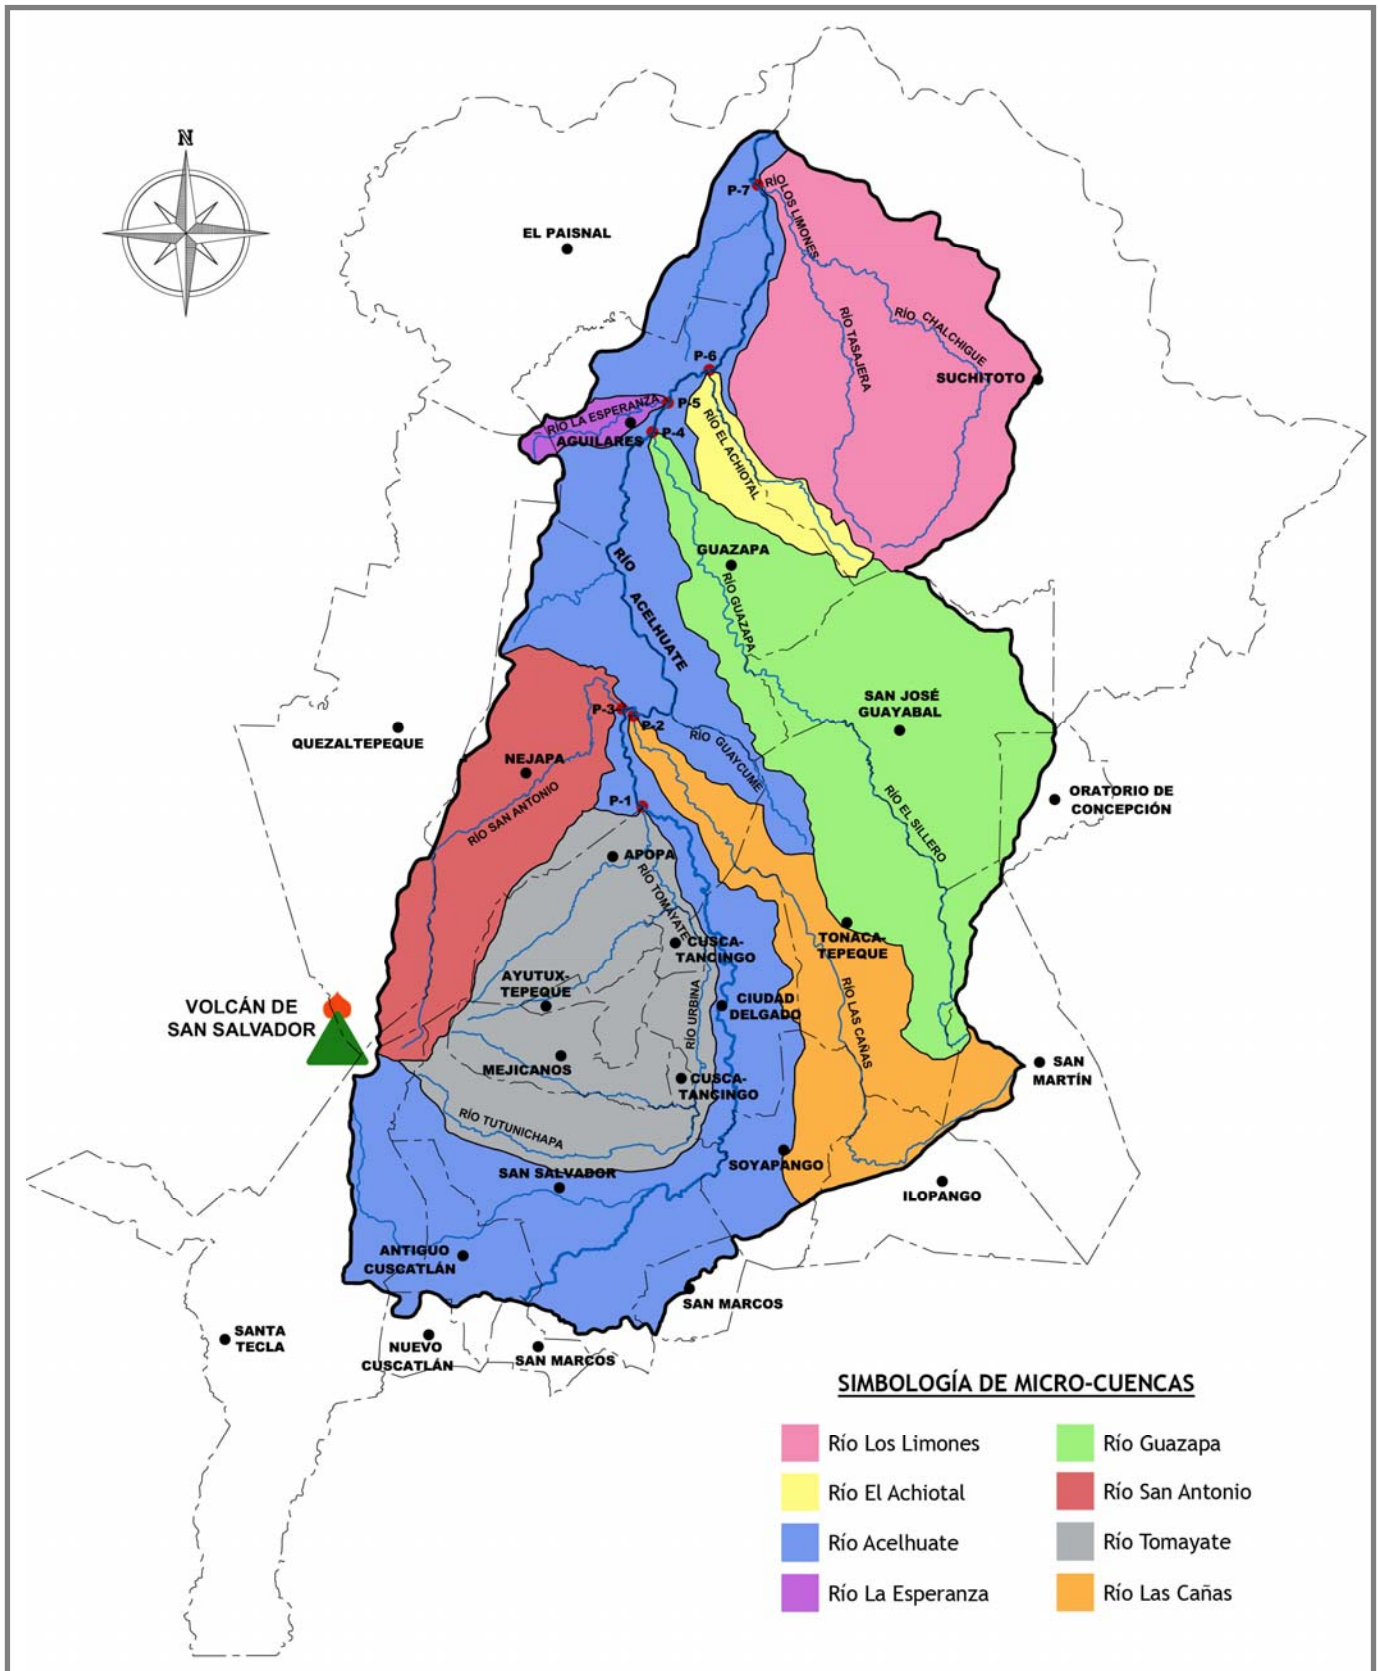 N
P-7
RÍO LOS LIMONES
EL PAISNAL
RÍO CHALCHIGUE
RÍO TASAJERA
P-6
SUCHITOTO
P-5
RÍO LA ESPERANZA
AGUILARES
P-4
RÍO EL ACHIOTAL
GUAZAPA
RÍO
ACELHUATE
RÍO GUAZAPA
SAN JOSÉ
GUAYABAL
P-3
P-2
RÍO GUAYCUME
QUEZALTEPEQUE
NEJAPA
RÍO SAN ANTONIO
P-1
ORATORIO DE
CONCEPCIÓN
RÍO EL SILLERO
APOPA
RÍO TOMAYATE
CUSCA-
TANCINGO
TONACA-
TEPEQUE
AYUTUX-
TEPEQUE
CIUDAD
DELGADO
RÍO URBINA
RÍO LAS CAÑAS
VOLCÁN DE
SAN SALVADOR
MEJICANOS
SAN
MARTÍN
CUSCA-
TANCINGO
RÍO TUTUNICHAPA
SOYAPANGO
SAN SALVADOR
ILOPANGO
ANTIGUO
CUSCATLÁN
SAN MARCOS
SANTA
TECLA
NUEVO
CUSCATLÁN
SAN MARCOS
SIMBOLOGÍA DE MICRO-CUENCAS
Río Los Limones
Río El Achiotal
Río Acelhuate
Río La Esperanza
Río Guazapa
Río San Antonio
Río Tomayate
Río Las Cañas